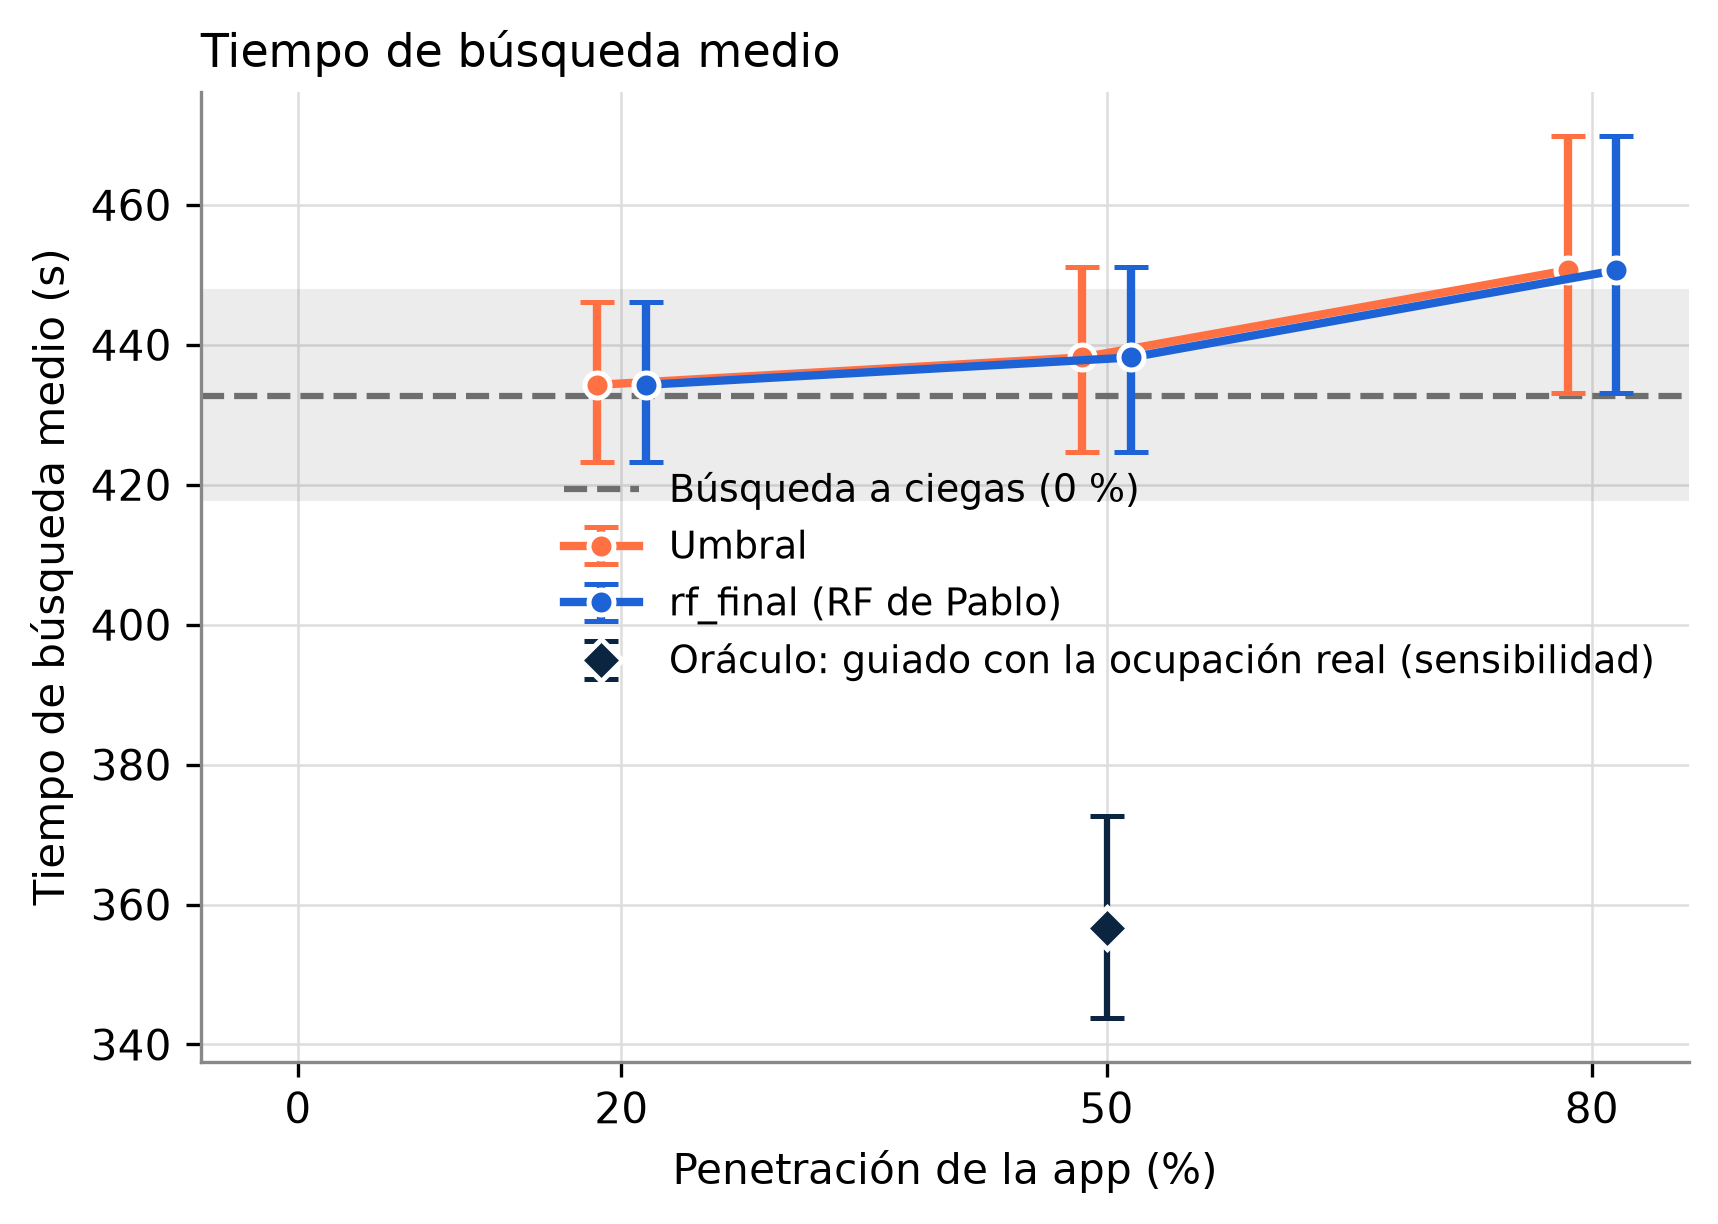 Tiempo de búsqueda medio
Tiempo de búsqueda medio (s)
460
440
420
400
380
360
340
Búsqueda a ciegas (0 %)
Umbral
rf_final (RF de Pablo)
Oráculo: guiado con la ocupación real (sensibilidad)
0 20 50 80
Penetración de la app (%)